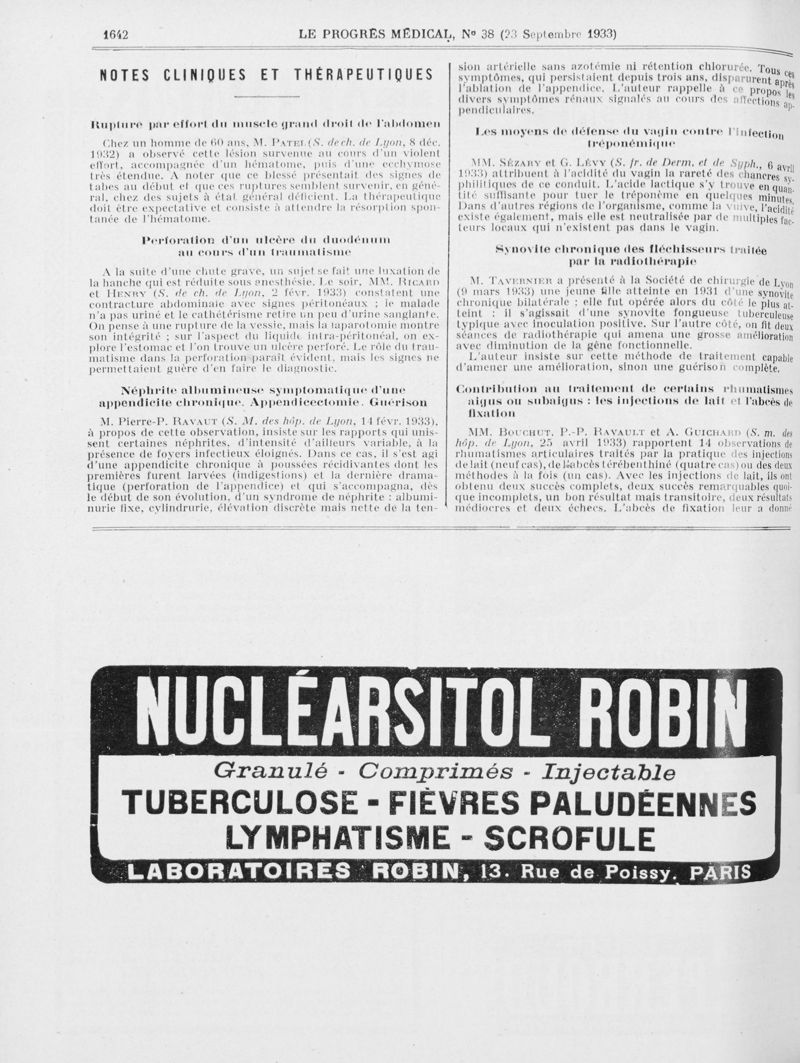 1642
LE PROGRÈS MÉDICAL, N° 38 (23 Septembre 1933)
NOTES CLINIQUES ET THÉRAPEUTIQUES
Rupture par effort du muscle grand droit de l'abdomen
Chez un homme de 60 ans, M. PATEL (S. de ch. de Lyon, 8 déc.
1932) a observé cette lésion survenue au cours d'un violent
effort, accompagnée d'un hématome, puis d'une ecchymose
très étendue. A noter que ce blessé présentait des signes de
tabes au début et que ces ruptures semblent survenir, en géné-
ral, chez des sujets à état général déficient. La thérapeutique
doit être expectative et consiste à attendre la résorption spon-
tanée de l'hématome.
Perforation d'un ulcère du duodénum
au cours d'un traumatisme
A la suite d'une chute grave, un sujet se fait une luxation de
la hanche qui est réduite sous anesthésie. Le soir, MM. RICARD
et HENRY (S. de ch. de Lyon, 2 févr. 1933) constatent une
contracture abdominale avec signes péritonéaux ; le malade
n'a pas uriné et le cathétérisme retire un peu d'urine sanglante.
On pense à une rupture de la vessie, mais la laparotomie montre
son intégrité ; sur l'aspect du liquide intra-péritonéal, on ex-
plore l'estomac et l'on trouve un ulcère perforé. Le rôle du trau-
matisme dans la perforation paraît évident, mais les signes ne
permettaient guère d'en faire le diagnostic.
Néphrite albumineuse symptomatique d'une
appendicite chronique. Appendicectomie. Guérison
M. Pierre-P. RAVAUT (S. M. des hôp. de Lyon, 14 févr. 1933),
à propos de cette observation, insiste sur les rapports qui unis-
sent certaines néphrites, d'intensité d'ailleurs variable, à la
présence de foyers infectieux éloignés. Dans ce cas, il s'est agi
d'une appendicite chronique à poussées récidivantes dont les
premières furent larvées (indigestions) et la dernière drama-
tique (perforation de l'appendice) et qui s'accompagna, dès
le début de son évolution, d'un syndrome de néphrite : albumi-
nurie fixe, cylindrurie, élévation discrète mais nette de la ten-
sion artérielle sans azotémie ni rétention chlorurée. Tous ces
symptômes, qui persistaient depuis trois ans, disparurent après
l'ablation de l'appendice. L'auteur rappelle à ce propos les
divers symptômes rénaux signalés au cours des affections ap-
pendiculaires.
Les moyens de défense du vagin contre l'infection
tréponémique
MM. SÉZARY et G. LÉVY (S. fr. de Derm. et de Syph., 6 avril
1933) attribuent à l'acidité du vagin la rareté des chancres sy-
philitiques de ce conduit. L'acide lactique s'y trouve en quan-
tité suffisante pour tuer le tréponème en quelques minutes.
Dans d'autres régions de l'organisme, comme la vulve, l'acidité
existe également, mais elle est neutralisée par de multiples fac-
teurs locaux qui n'existent pas dans le vagin.
Synovite chronique des fléchisseurs traitée
par la radiothérapie
M. TAVERNIER a présenté à la Société de chirurgie de Lyon
(9 mars 1933) une jeune fille atteinte en 1931 d'une synovite
chronique bilatérale ; elle fut opérée alors du côté le plus at-
teint : il s'agissait d'une synovite fongueuse tuberculeuse
typique avec inoculation positive. Sur l'autre côté, on fit deux
séances de radiothérapie qui amena une grosse amélioration
avec diminution de la gêne fonctionnelle.
L'auteur insiste sur cette méthode de traitement capable
d'amener une amélioration, sinon une guérison complète.
Contribution au traitement de certains rhumatismes
aigus ou subaigus : les injections de lait et l'abcès de
fixation
MM. BOUCHUT, P.-P. RAVAULT et A. GUICHARD (S. m. des
hôp. de Lyon, 25 avril 1933) rapportent 14 observations de
rhumatismes articulaires traités par la pratique des injections
de lait (neuf cas), de l'abcès térébenthiné (quatre cas) ou des deux
méthodes à la fois (un cas). Avec les injections de lait, ils ont
obtenu deux succès complets, deux succès remarquables quoi-
que incomplets, un bon résultat mais transitoire, deux résultats
médiocres et deux échecs. L'abcès de fixation leur a donné
NUCLÉARSITOL ROBIN
Granulé - Comprimés - Injectable
TUBERCULOSE - FIÈVRES PALUDÉENNES
LYMPHATISME - SCROFULE
LABORATOIRES ROBIN, 13. Rue de Poissy. PARIS